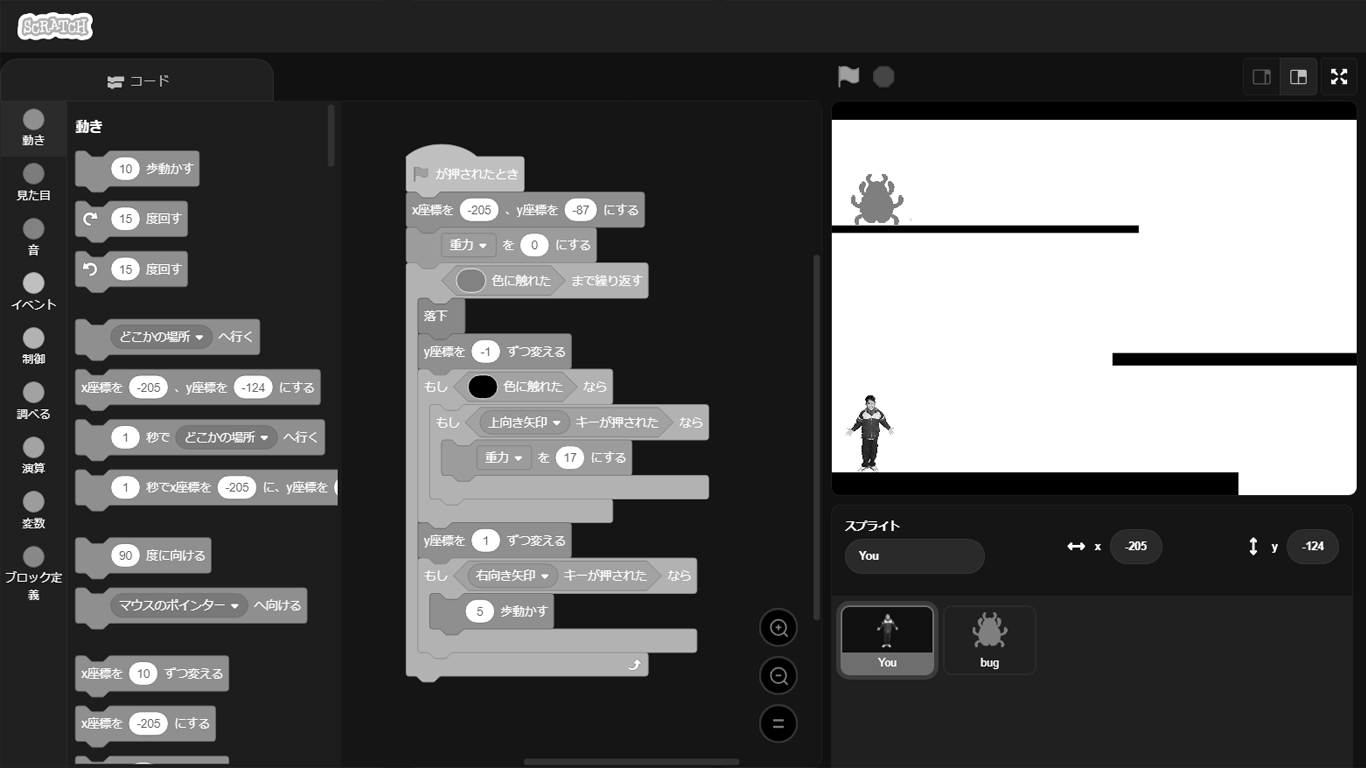 SCRATCH
コード
動き
見た目
音
イベント
制御
調べる
演算
変数
ブロック定
義
動き
10 歩動かす
15 度回す
15 度回す
どこかの場所 へ行く
x座標を -205 、y座標を -124 にする
1 秒で どこかの場所 へ行く
1 秒でx座標を -205 に、y座標を
90 度に向ける
マウスのポインター へ向ける
x座標を 10 ずつ変える
x座標を -205 にする
が押されたとき
x座標を -205 、y座標を -87 にする
重力 を 0 にする
色に触れた まで繰り返す
落下
y座標を -1 ずつ変える
もし 色に触れた なら
もし 上向き矢印 キーが押された なら
重力 を 17 にする
y座標を 1 ずつ変える
もし 右向き矢印 キーが押された なら
5 歩動かす
スプライト
You
x -205
y -124
You
bug